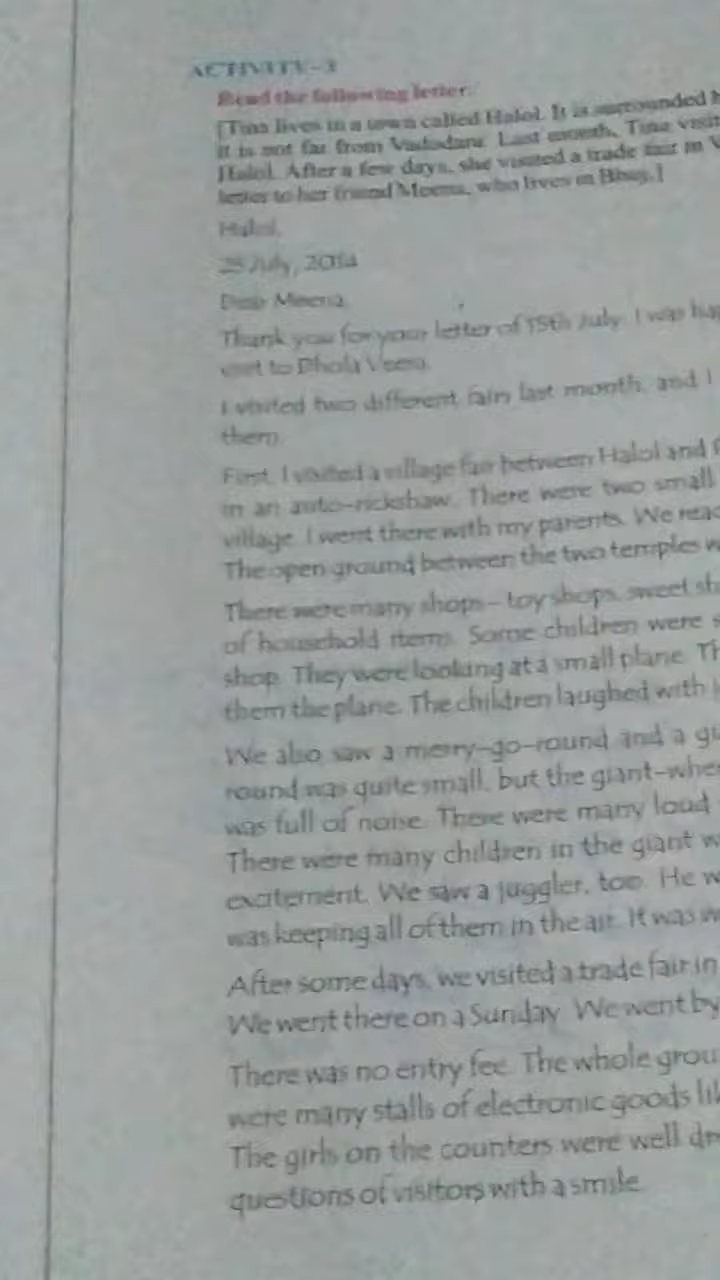 ACTIVITY-3
Read the following letter:
[Tina lives in a town called Halol. It is surrounded
it is not far from Vadodara. Last month, Tina visit
Halol. After a few days, she visited a trade fair in V
letter to her friend Meena, who lives in Bhuj.]
Halol,
25 July, 2014
Dear Meena,
Thank you for your letter of 15th July. I was hap
visit to Dhola Veera.
I visited two different fairs last month, and I
them.
First, I visited a village fair between Halol and
in an auto-rickshaw. There were two small
village. I went there with my parents. We reac
The open ground between the two temples w
There were many shops- toy shops, sweet sh
of household items. Some children were s
shop. They were looking at a small plane. Th
them the plane. The children laughed with
We also saw a merry-go-round and a gi
round was quite small, but the giant-whe
was full of noise. There were many loud
There were many children in the giant w
excitement. We saw a juggler, too. He w
was keeping all of them in the air. It was w
After some days, we visited a trade fair in
We went there on a Sunday. We went by
There was no entry fee. The whole grou
were many stalls of electronic goods lik
The girls on the counters were well dr
questions of visitors with a smile.